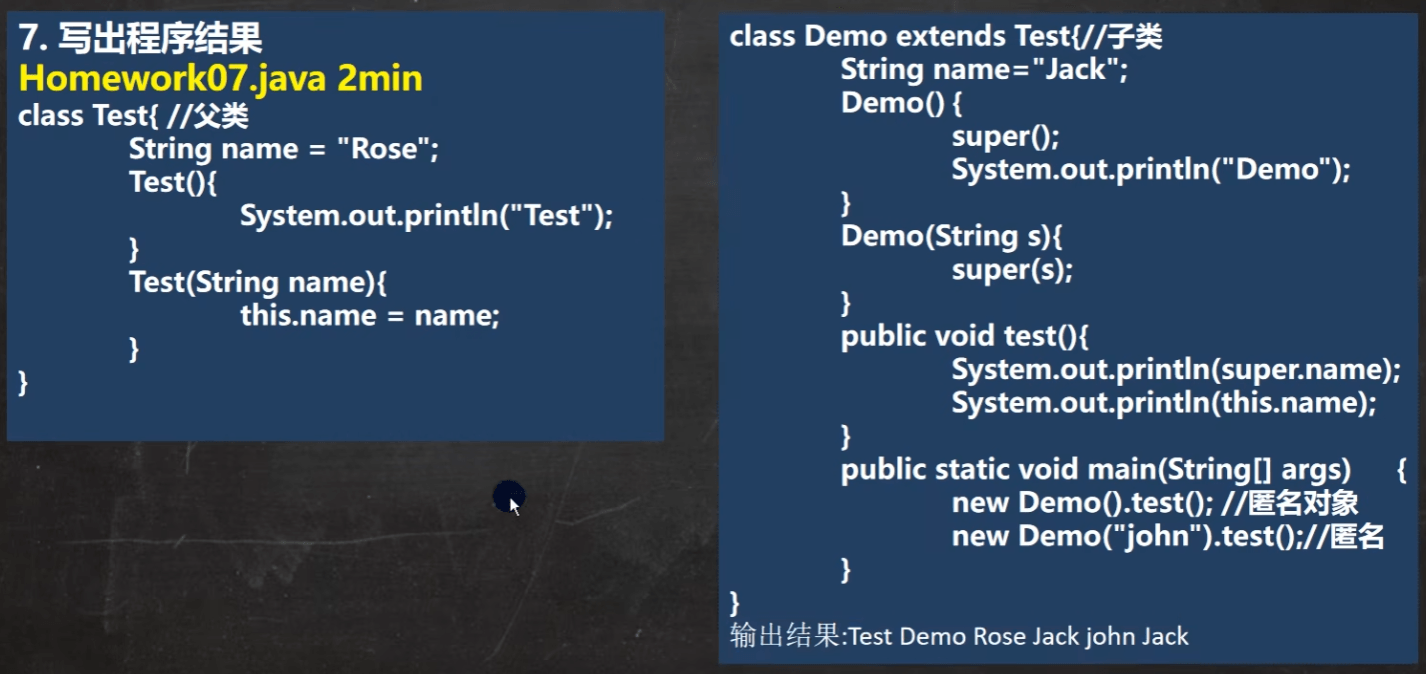 7. 写出程序结果
Homework07.java 2min
class Test{ //父类
String name = "Rose";
Test(){
System.out.println("Test");
}
Test(String name){
this.name = name;
}
}
class Demo extends Test{//子类
String name="Jack";
Demo() {
super();
System.out.println("Demo");
}
Demo(String s){
super(s);
}
public void test(){
System.out.println(super.name);
System.out.println(this.name);
}
public static void main(String[] args) {
new Demo().test(); //匿名对象
new Demo("john").test();//匿名
}
}
输出结果:Test Demo Rose Jack john Jack